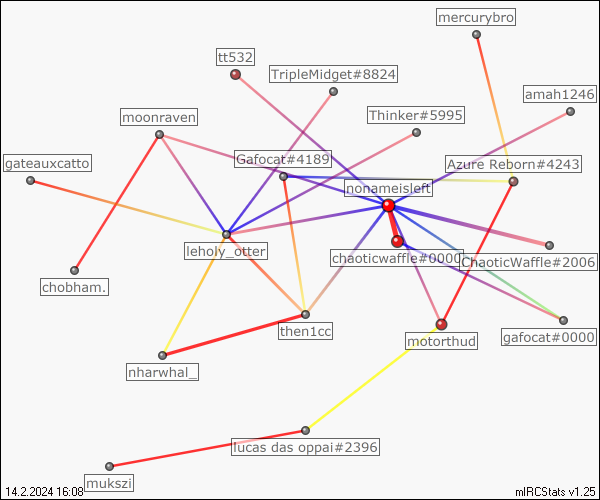 mercurybro
tt532
TripleMidget#8824
amah1246
moonraven
Thinker#5995
gateauxcatto
Gafocat#4189
Azure Reborn#4243
nonameisleft
leholy_otter
chaoticwaffle#0000
ChaoticWaffle#2006
chobham.
then1cc
motorthud
gafocat#0000
nharwhal_
lucas das oppai#2396
mukszi
14.2.2024 16:08
mIRCStats v1.25